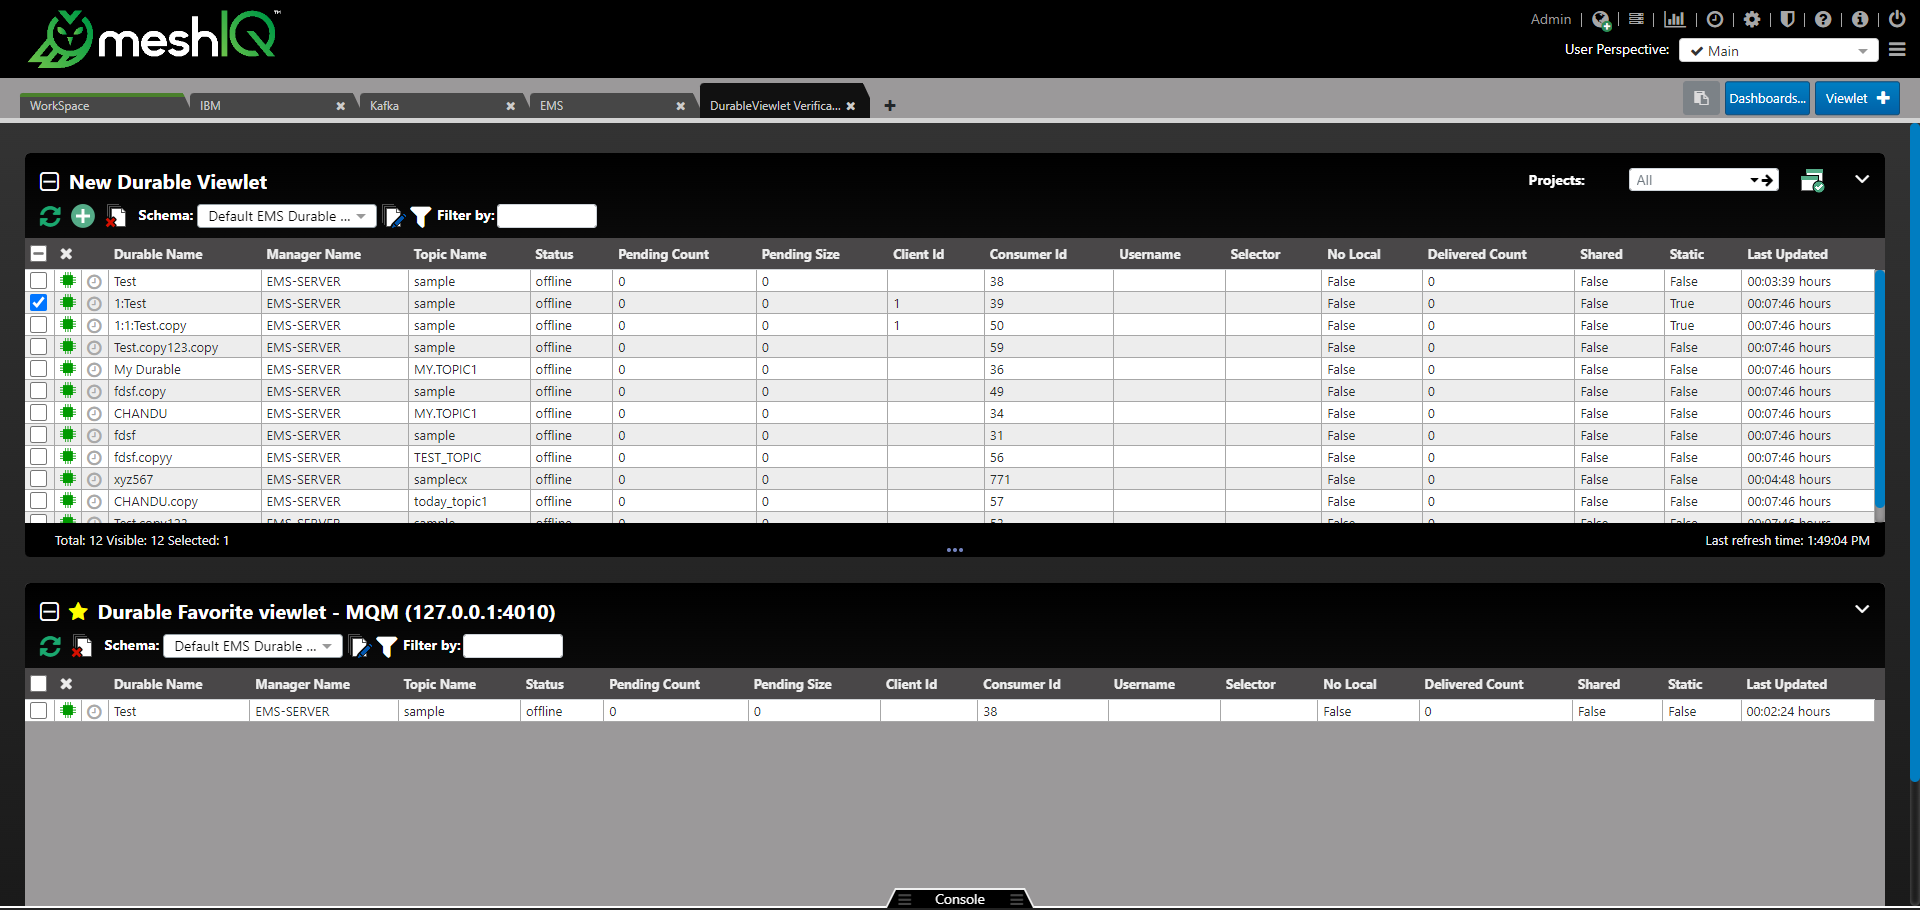 meshIQ™
Admin
User Perspective: Main
WorkSpace IBM Kafka EMS DurableViewlet Verifica... Dashboards... Viewlet
New Durable Viewlet Projects: All
Schema: Default EMS Durable ... Filter by:
Durable Name Manager Name Topic Name Status Pending Count Pending Size Client Id Consumer Id Username Selector No Local Delivered Count Shared Static Last Updated
Test EMS-SERVER sample offline 0 0 38 False 0 False False 00:03:39 hours
1:Test EMS-SERVER sample offline 0 0 1 39 False 0 False True 00:07:46 hours
1:1:Test.copy EMS-SERVER sample offline 0 0 1 50 False 0 False True 00:07:46 hours
Test.copy123.copy EMS-SERVER sample offline 0 0 59 False 0 False False 00:07:46 hours
My Durable EMS-SERVER MY.TOPIC1 offline 0 0 36 False 0 False False 00:07:46 hours
fdsf.copy EMS-SERVER sample offline 0 0 49 False 0 False False 00:07:46 hours
CHANDU EMS-SERVER MY.TOPIC1 offline 0 0 34 False 0 False False 00:07:46 hours
fdsf EMS-SERVER sample offline 0 0 31 False 0 False False 00:07:46 hours
fdsf.copyy EMS-SERVER TEST_TOPIC offline 0 0 56 False 0 False False 00:07:46 hours
xyz567 EMS-SERVER samplecx offline 0 0 771 False 0 False False 00:04:48 hours
CHANDU.copy EMS-SERVER today_topic1 offline 0 0 57 False 0 False False 00:07:46 hours
Test.copy123 EMS-SERVER sample offline 0 0 False 0 False False 00:07:46 hours
Total: 12 Visible: 12 Selected: 1 Last refresh time: 1:49:04 PM
Durable Favorite viewlet - MQM (127.0.0.1:4010)
Schema: Default EMS Durable ... Filter by:
Durable Name Manager Name Topic Name Status Pending Count Pending Size Client Id Consumer Id Username Selector No Local Delivered Count Shared Static Last Updated
Test EMS-SERVER sample offline 0 0 38 False 0 False False 00:02:24 hours
Console